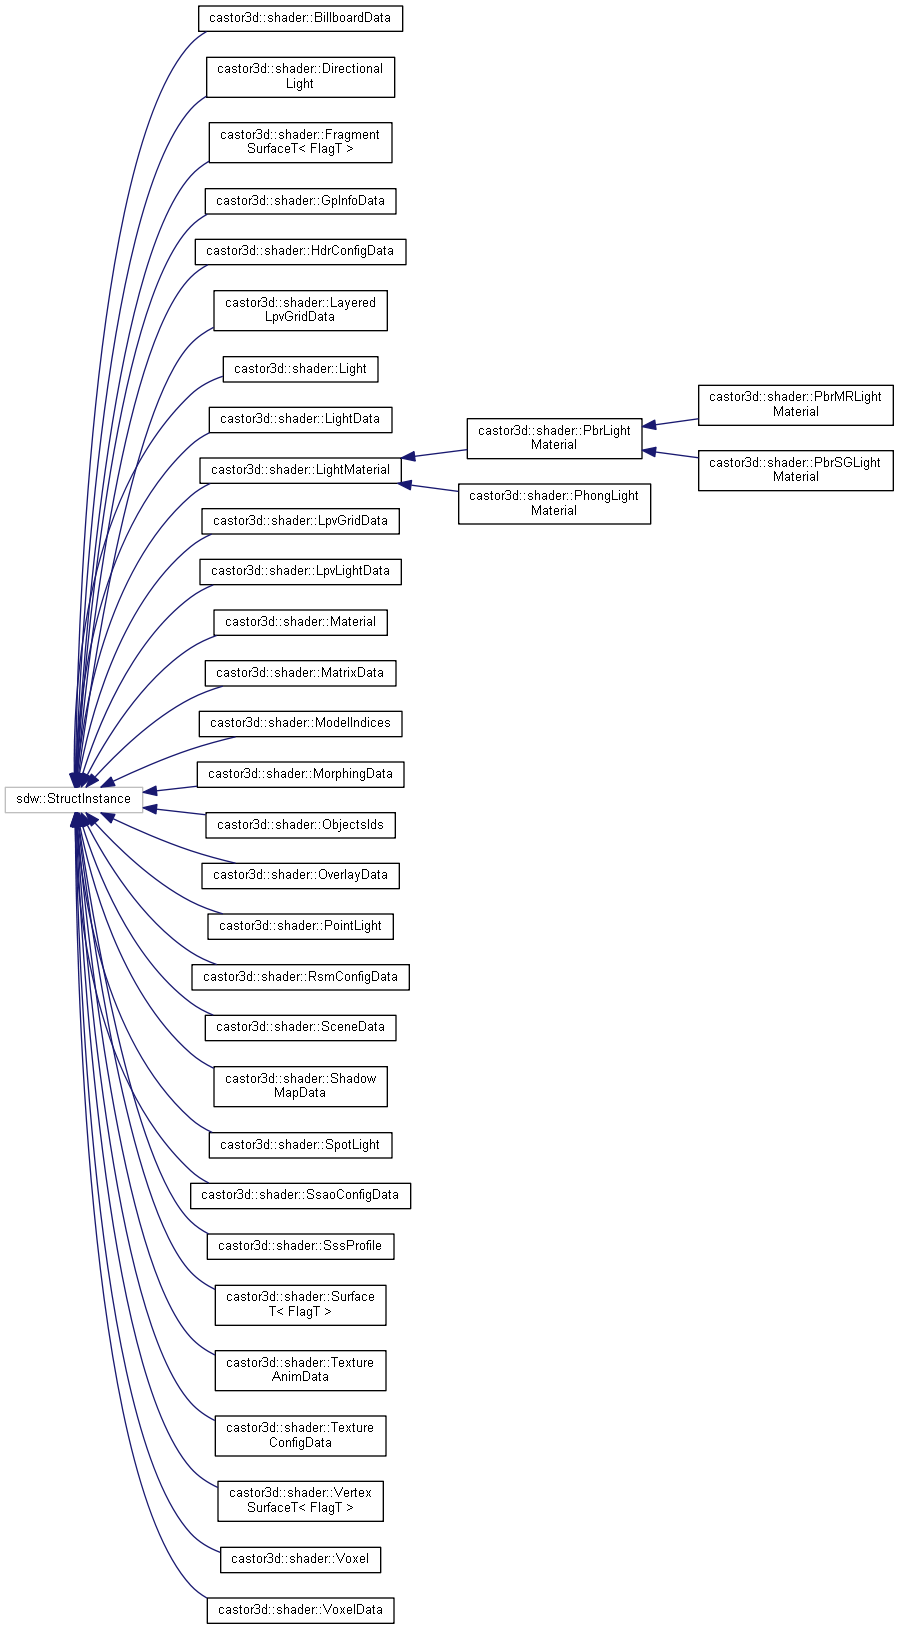 castor3d::shader::BillboardData
castor3d::shader::Directional
Light
castor3d::shader::Fragment
SurfaceT< FlagT >
castor3d::shader::GpInfoData
castor3d::shader::HdrConfigData
castor3d::shader::Layered
LpvGridData
castor3d::shader::Light
castor3d::shader::LightData
castor3d::shader::LightMaterial
castor3d::shader::PbrLight
Material
castor3d::shader::PbrMRLight
Material
castor3d::shader::PbrSGLight
Material
castor3d::shader::PhongLight
Material
castor3d::shader::LpvGridData
castor3d::shader::LpvLightData
castor3d::shader::Material
castor3d::shader::MatrixData
castor3d::shader::ModelIndices
castor3d::shader::MorphingData
sdw::StructInstance
castor3d::shader::ObjectsIds
castor3d::shader::OverlayData
castor3d::shader::PointLight
castor3d::shader::RsmConfigData
castor3d::shader::SceneData
castor3d::shader::Shadow
MapData
castor3d::shader::SpotLight
castor3d::shader::SsaoConfigData
castor3d::shader::SssProfile
castor3d::shader::Surface
T< FlagT >
castor3d::shader::Texture
AnimData
castor3d::shader::Texture
ConfigData
castor3d::shader::Vertex
SurfaceT< FlagT >
castor3d::shader::Voxel
castor3d::shader::VoxelData